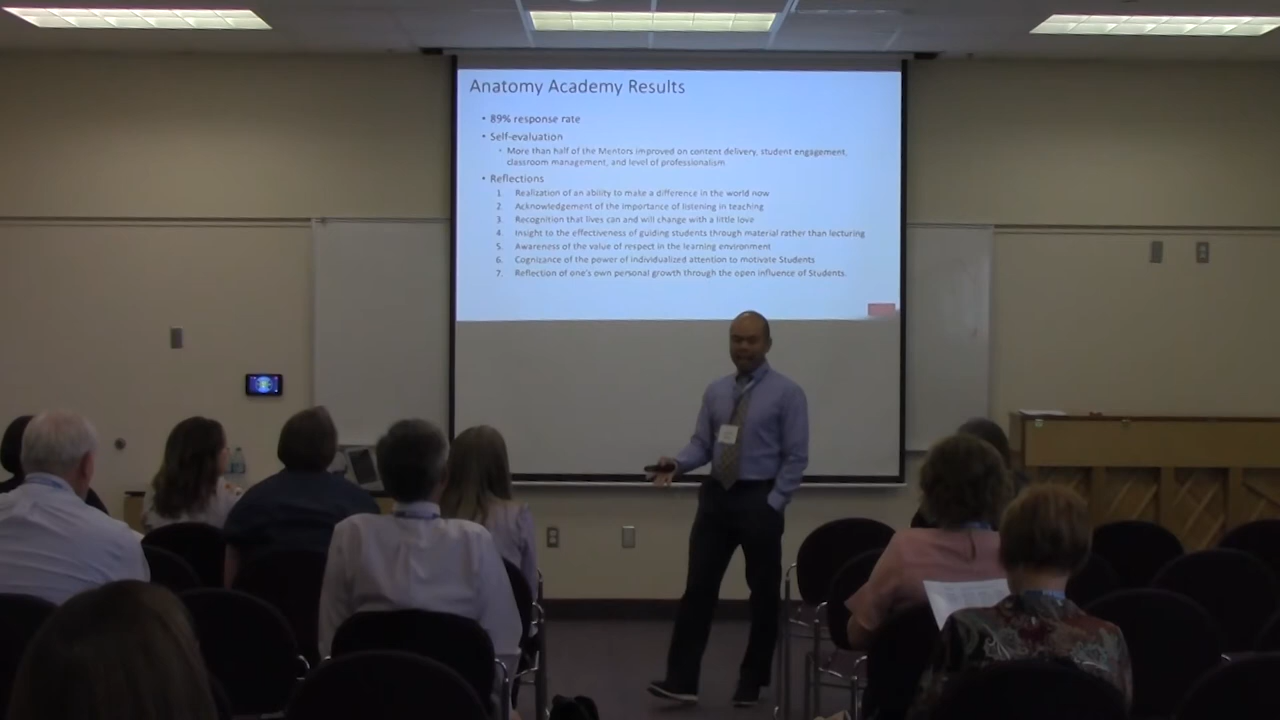 Anatomy Academy Results
• 89% response rate
• Self-evaluation
• More than half of the Mentors improved on content delivery, student engagement,
classroom management, and level of professionalism
• Reflections
1. Realization of an ability to make a difference in the world now
2. Acknowledgement of the importance of listening in teaching
3. Recognition that lives can and will change with a little love
4. Insight to the effectiveness of guiding students through material rather than lecturing
5. Awareness of the value of respect in the learning environment
6. Cognizance of the power of individualized attention to motivate Students
7. Reflection of one's own personal growth through the open influence of Students.